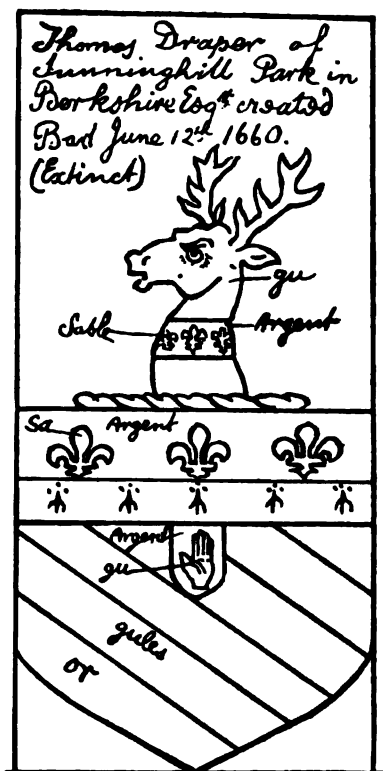 Thomas Draper of
Sunninghill Park in
Berkshire Esqr created
Bart June 12th 1660.
(Extinct)
gu
Sable
Argent
Sa
Argent
Argent
gu
gules
or